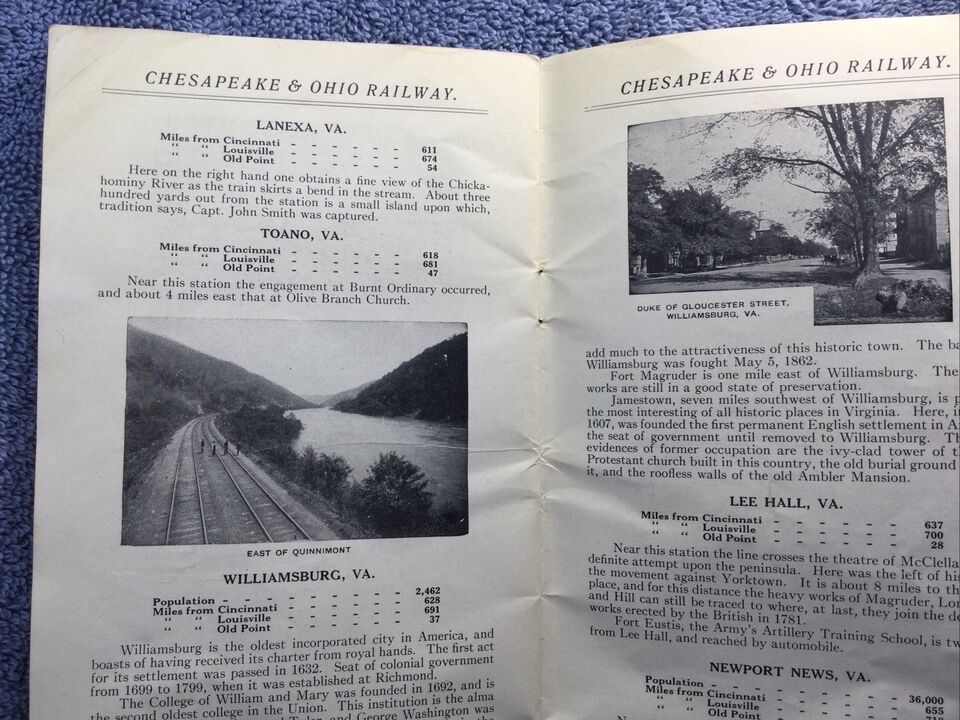 CHESAPEAKE & OHIO RAILWAY.
LANEXA, VA.
Miles from Cincinnati - - - - - - 611
“ “ Louisville - - - - - - 674
“ “ Old Point - - - - - - 54
Here on the right hand one obtains a fine view of the Chicka-
hominy River as the train skirts a bend in the stream. About three
hundred yards out from the station is a small island upon which,
tradition says, Capt. John Smith was captured.
TOANO, VA.
Miles from Cincinnati - - - - - - 618
“ “ Louisville - - - - - - 681
“ “ Old Point - - - - - - 47
Near this station the engagement at Burnt Ordinary occurred,
and about 4 miles east that at Olive Branch Church.
EAST OF QUINNIMONT
WILLIAMSBURG, VA.
Population - - - - - - - - 2,462
Miles from Cincinnati - - - - - - 628
“ “ Louisville - - - - - - 691
“ “ Old Point - - - - - - 37
Williamsburg is the oldest incorporated city in America, and
boasts of having received its charter from royal hands. The first act
for its settlement was passed in 1632. Seat of colonial government
from 1699 to 1799, when it was established at Richmond.
The College of William and Mary was founded in 1692, and is
the second oldest college in the Union. This institution is the alma
and George Washington was
CHESAPEAKE & OHIO RAILWAY.
DUKE OF GLOUCESTER STREET,
WILLIAMSBURG, VA.
add much to the attractiveness of this historic town. The ba
Williamsburg was fought May 5, 1862.
Fort Magruder is one mile east of Williamsburg. The
works are still in a good state of preservation.
Jamestown, seven miles southwest of Williamsburg, is p
the most interesting of all historic places in Virginia. Here, i
1607, was founded the first permanent English settlement in A
the seat of government until removed to Williamsburg. Th
evidences of former occupation are the ivy-clad tower of t
Protestant church built in this country, the old burial ground
it, and the roofless walls of the old Ambler Mansion.
LEE HALL, VA.
Miles from Cincinnati - - - - - - 637
“ “ Louisville - - - - - - 700
“ “ Old Point - - - - - - 28
Near this station the line crosses the theatre of McClella
definite attempt upon the peninsula. Here was the left of his
the movement against Yorktown. It is about 8 miles to th
place, and for this distance the heavy works of Magruder, Lon
and Hill can still be traced to where, at last, they join the de
works erected by the British in 1781.
Fort Eustis, the Army's Artillery Training School, is tw
from Lee Hall, and reached by automobile.
NEWPORT NEWS, VA.
Population - - - - - - - - 36,000
Miles from Cincinnati - - - - - - 655
“ “ Louisville - - - - - - 718